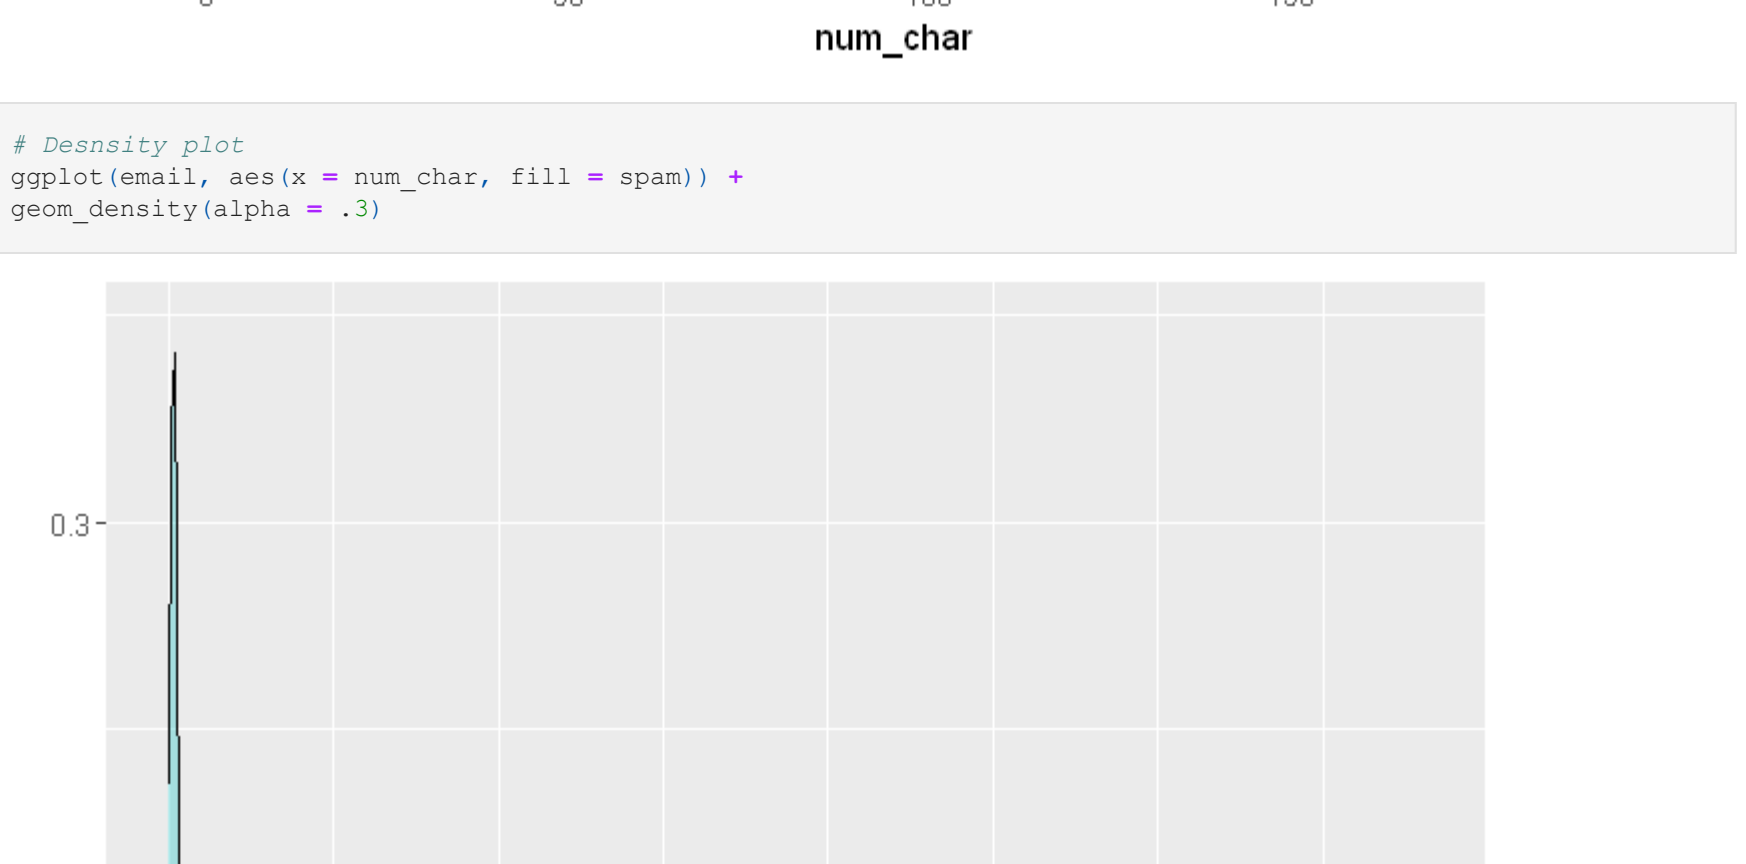 num_char
# Desnsity plot
ggplot(email, aes(x = num_char, fill = spam)) +
geom_density(alpha = .3)
0.3